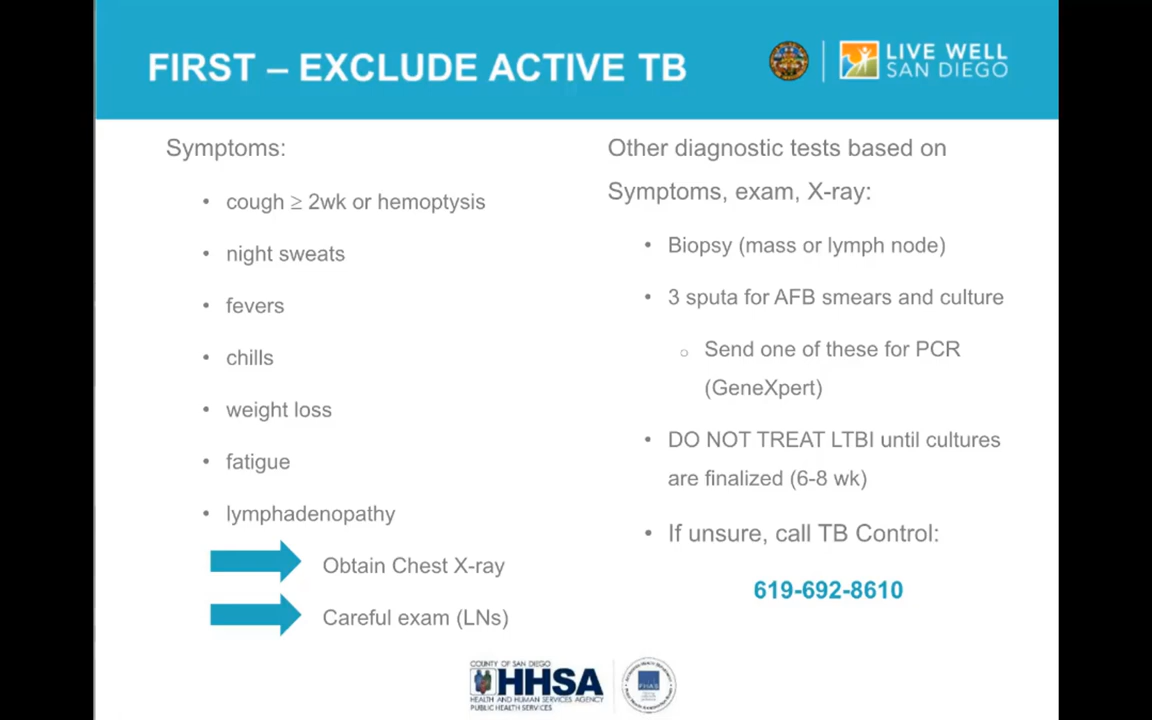 FIRST – EXCLUDE ACTIVE TB
LIVE WELL
SAN DIEGO
Symptoms:
• cough ≥ 2wk or hemoptysis
• night sweats
• fevers
• chills
• weight loss
• fatigue
• lymphadenopathy
Obtain Chest X-ray
Careful exam (LNs)
Other diagnostic tests based on
Symptoms, exam, X-ray:
• Biopsy (mass or lymph node)
• 3 sputa for AFB smears and culture
○ Send one of these for PCR
(GeneXpert)
• DO NOT TREAT LTBI until cultures
are finalized (6-8 wk)
• If unsure, call TB Control:
619-692-8610
COUNTY OF SAN DIEGO
HHSA
HEALTH AND HUMAN SERVICES AGENCY
PUBLIC HEALTH SERVICES